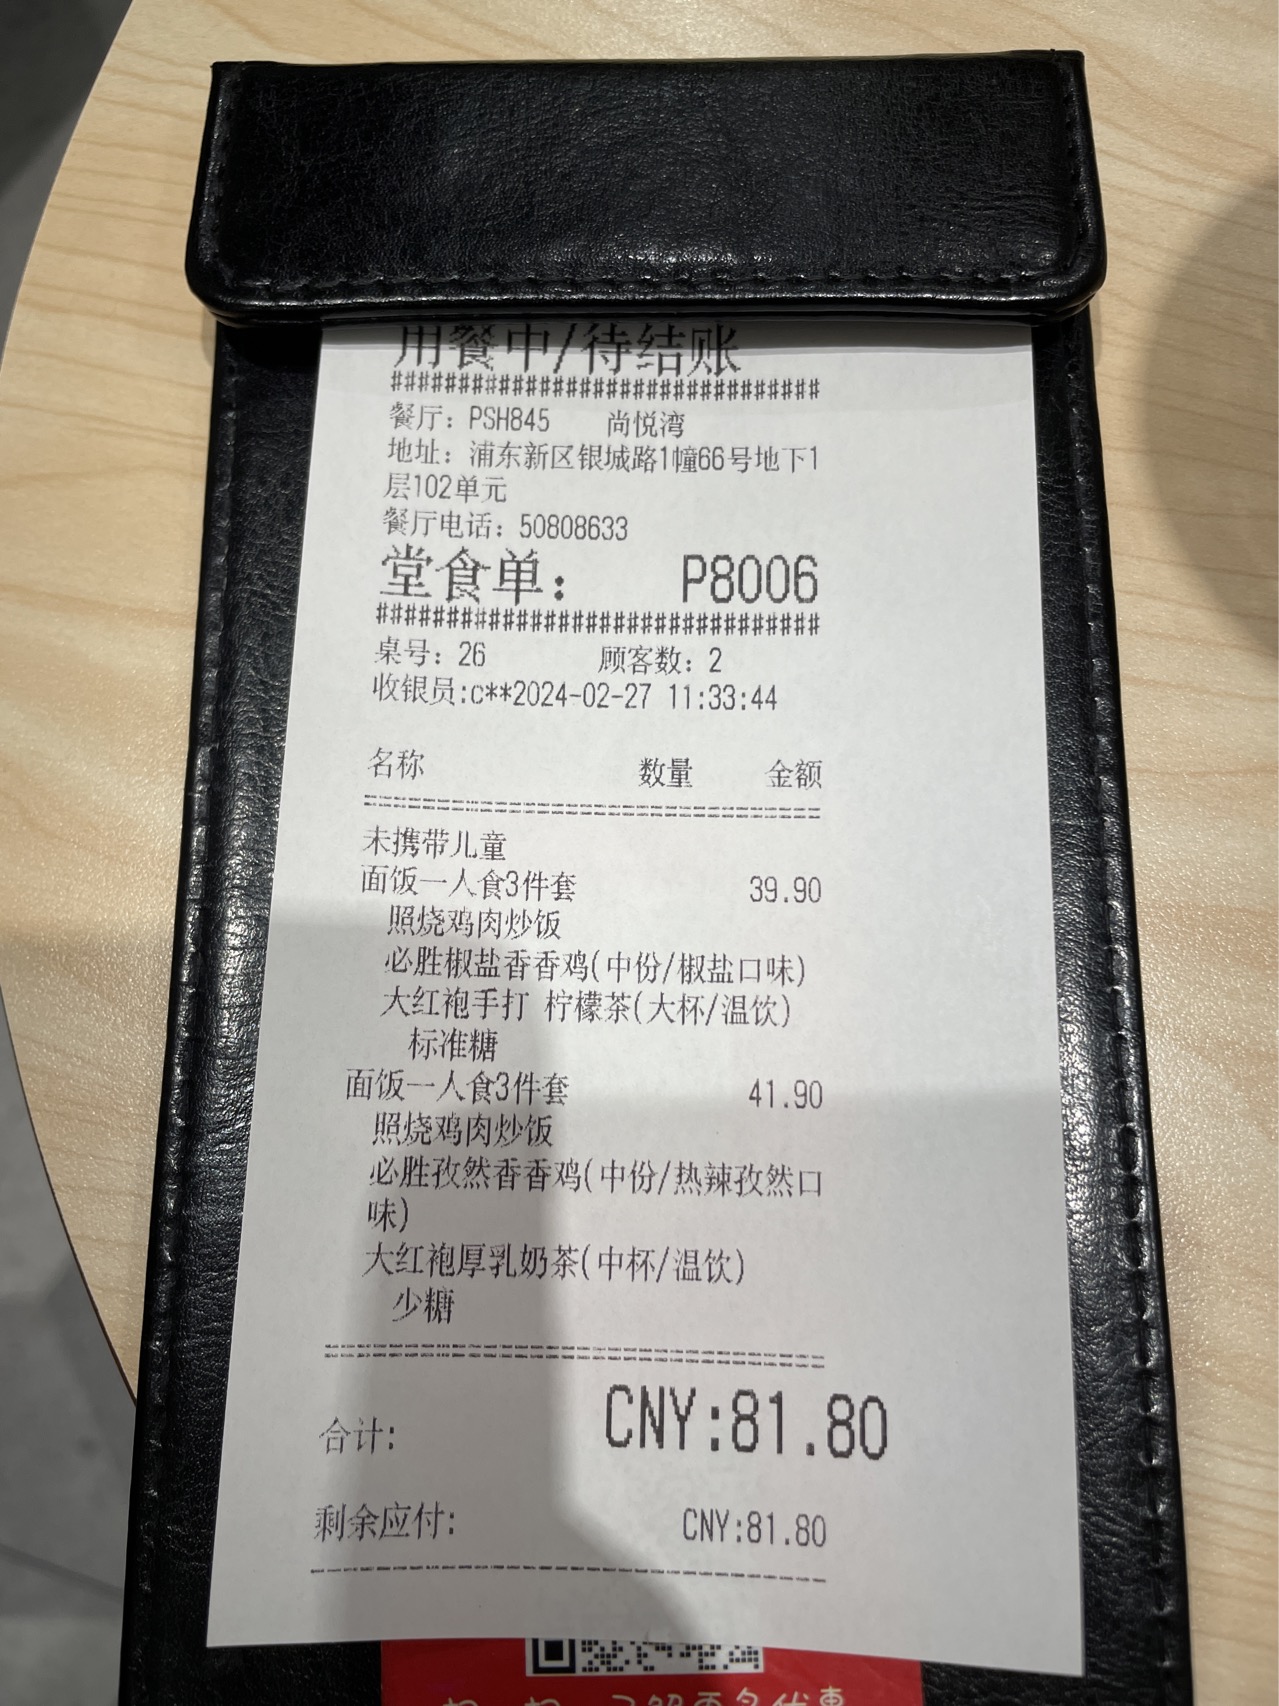 用餐中/待结账
##################################
餐厅：PSH845 尚悦湾
地址：浦东新区银城路1幢66号地下1
层102单元
餐厅电话：50808633
堂食单： P8006
##################################
桌号：26 顾客数：2
收银员:c**2024-02-27 11:33:44
名称 数量 金额
未携带儿童
面饭一人食3件套 39.90
照烧鸡肉炒饭
必胜椒盐香香鸡(中份/椒盐口味)
大红袍手打 柠檬茶(大杯/温饮)
标准糖
面饭一人食3件套 41.90
照烧鸡肉炒饭
必胜孜然香香鸡(中份/热辣孜然口
味)
大红袍厚乳奶茶(中杯/温饮)
少糖
合计: CNY:81.80
剩余应付: CNY:81.80